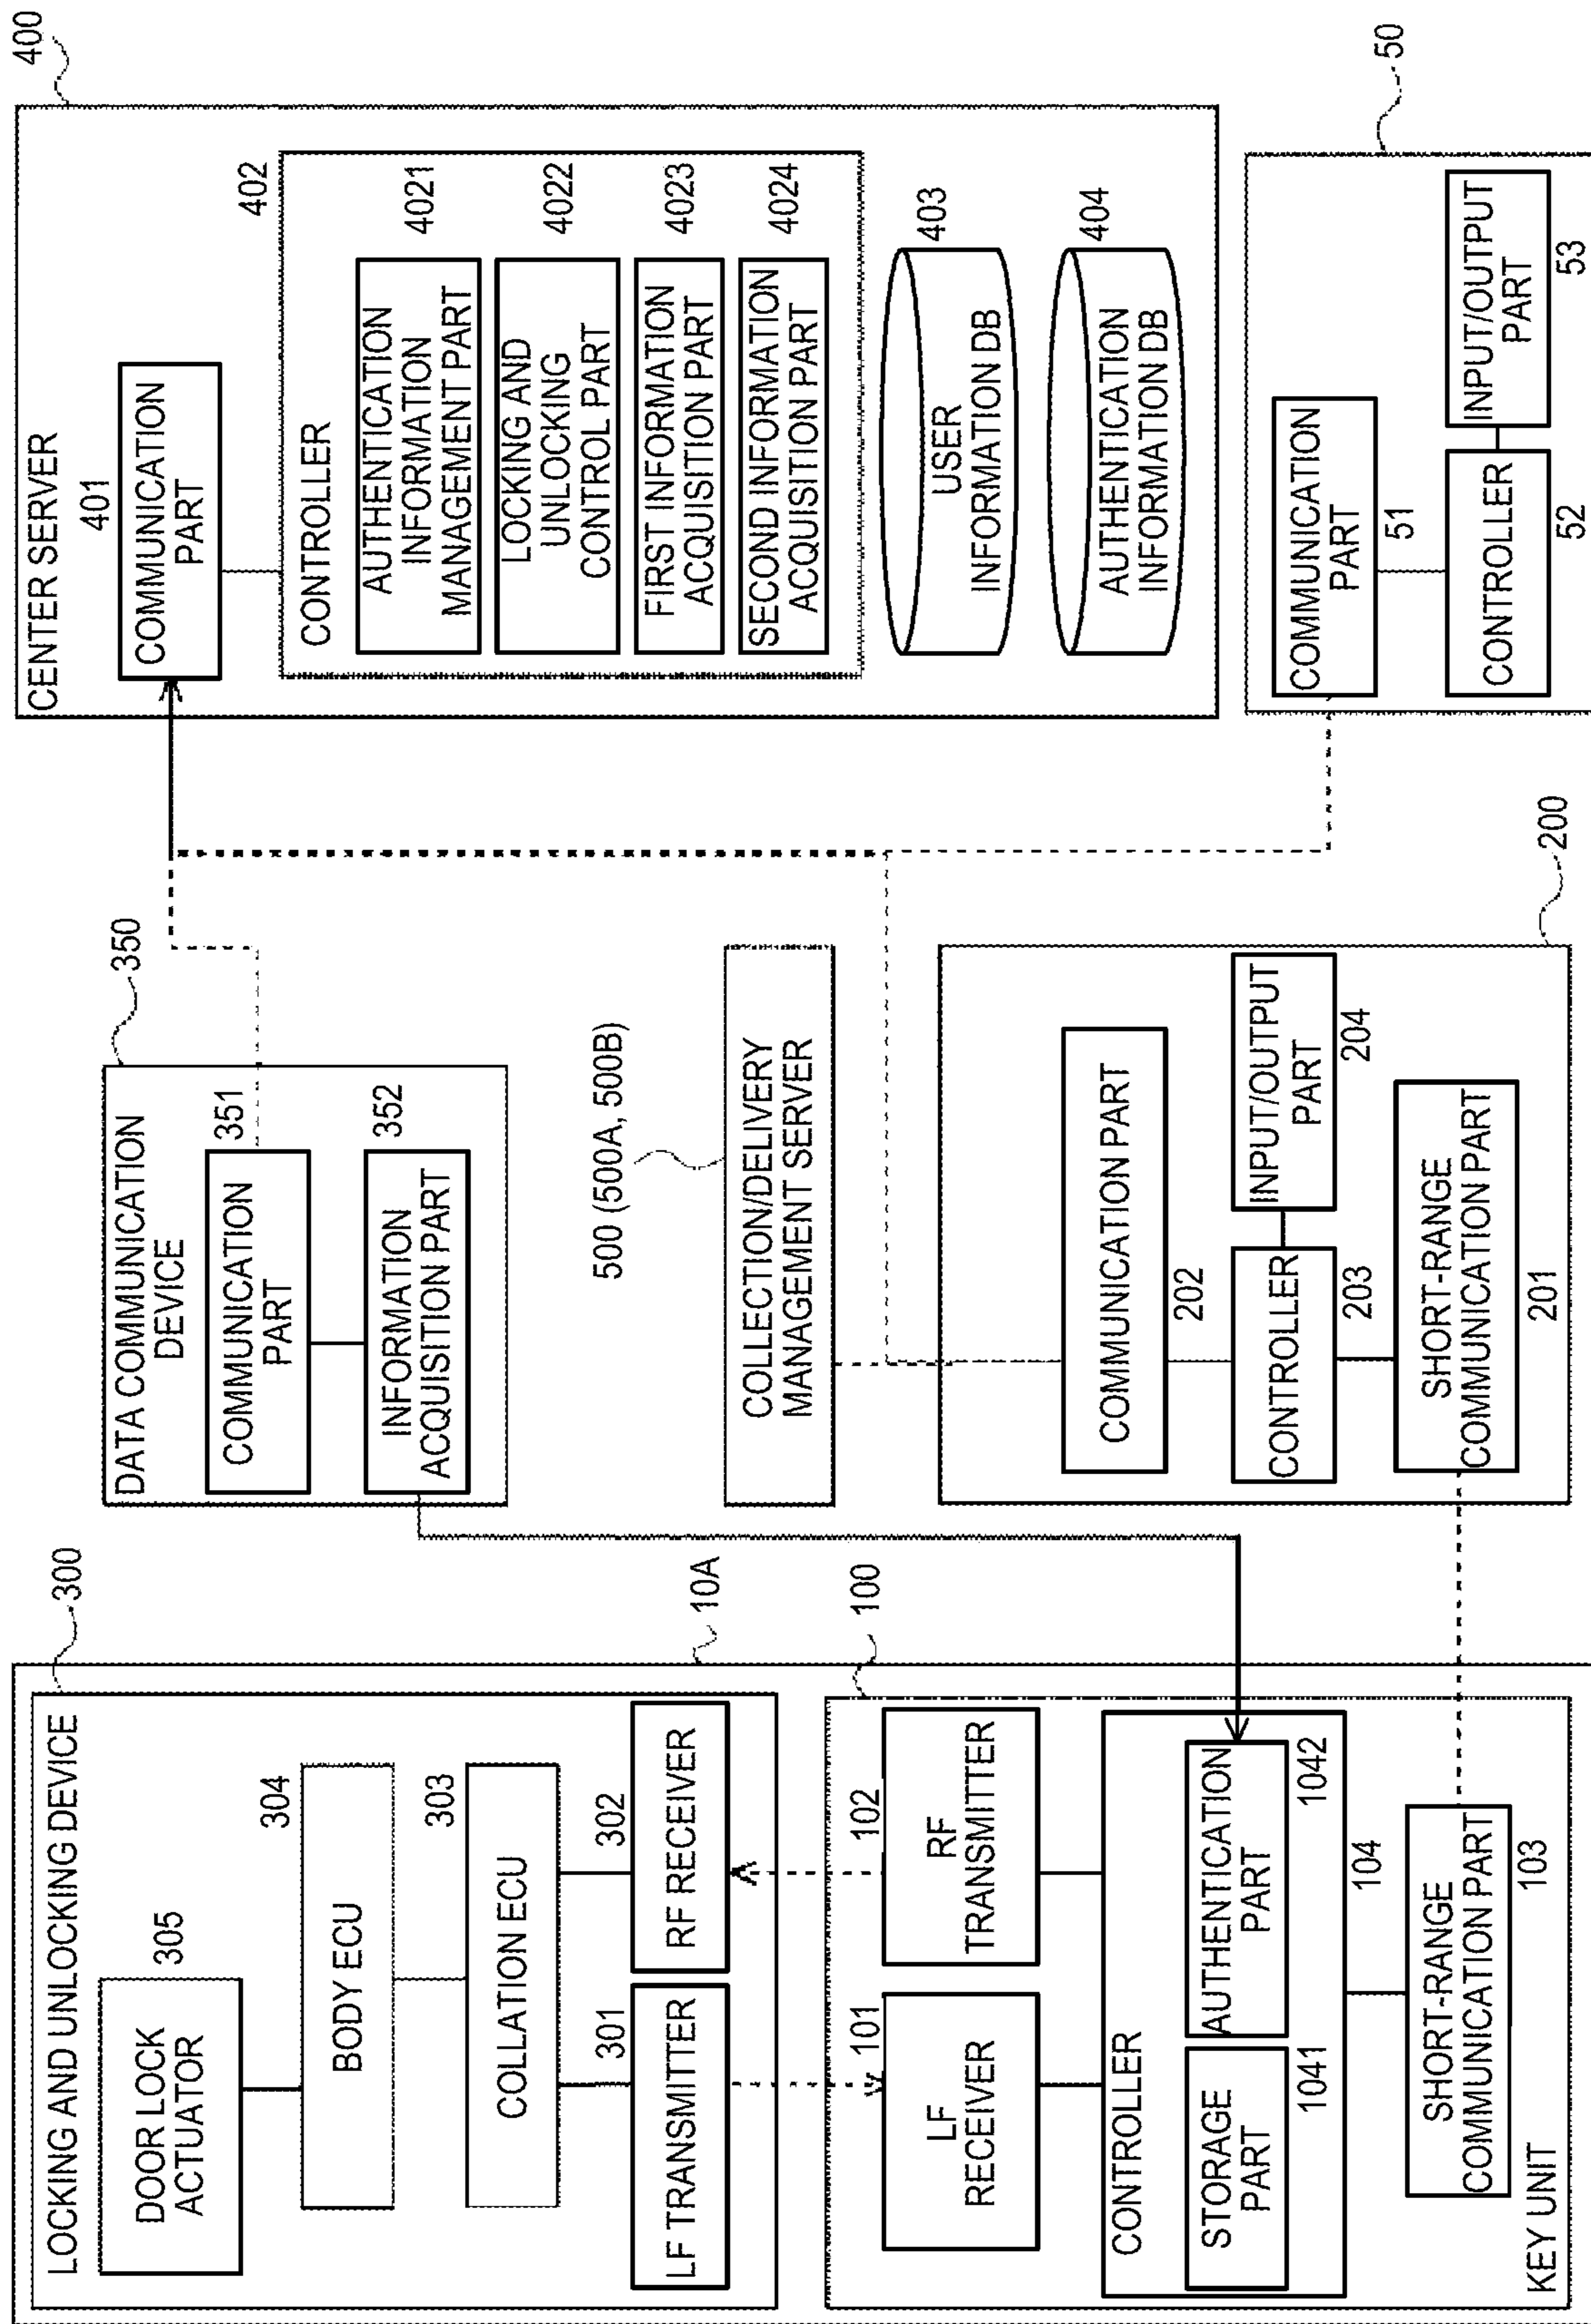 LOCKING AND UNLOCKING DEVICE
300
DOOR LOCK
ACTUATOR
305
BODY ECU
304
COLLATION ECU
303
LF TRANSMITTER
301
RF RECEIVER
302
10A
100
LF
RECEIVER
101
RF
TRANSMITTER
102
CONTROLLER
STORAGE
PART
1041
AUTHENTICATION
PART
1042
104
SHORT-RANGE
COMMUNICATION PART
103
KEY UNIT
DATA COMMUNICATION
DEVICE
350
COMMUNICATION
PART
351
INFORMATION
ACQUISITION PART
352
500 (500A, 500B)
COLLECTION/DELIVERY
MANAGEMENT SERVER
COMMUNICATION PART
202
CONTROLLER
203
INPUT/OUTPUT
PART
204
SHORT-RANGE
COMMUNICATION PART
201
200
CENTER SERVER
400
401
COMMUNICATION
PART
CONTROLLER
402
AUTHENTICATION
INFORMATION
MANAGEMENT PART
4021
LOCKING AND
UNLOCKING
CONTROL PART
4022
FIRST INFORMATION
ACQUISITION PART
4023
SECOND INFORMATION
ACQUISITION PART
4024
USER
INFORMATION DB
403
AUTHENTICATION
INFORMATION DB
404
50
COMMUNICATION
PART
51
CONTROLLER
52
INPUT/OUTPUT
PART
53